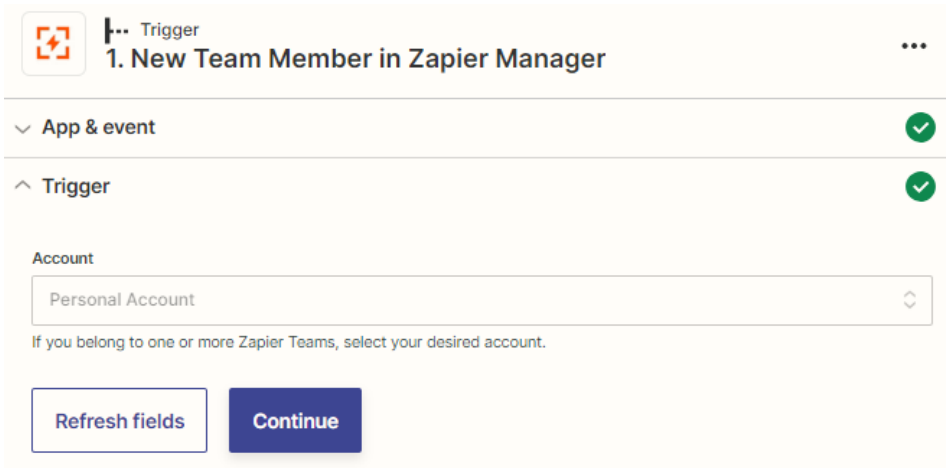 Trigger
1. New Team Member in Zapier Manager
App & event
Trigger
Account
Personal Account
If you belong to one or more Zapier Teams, select your desired account.
Refresh fields Continue